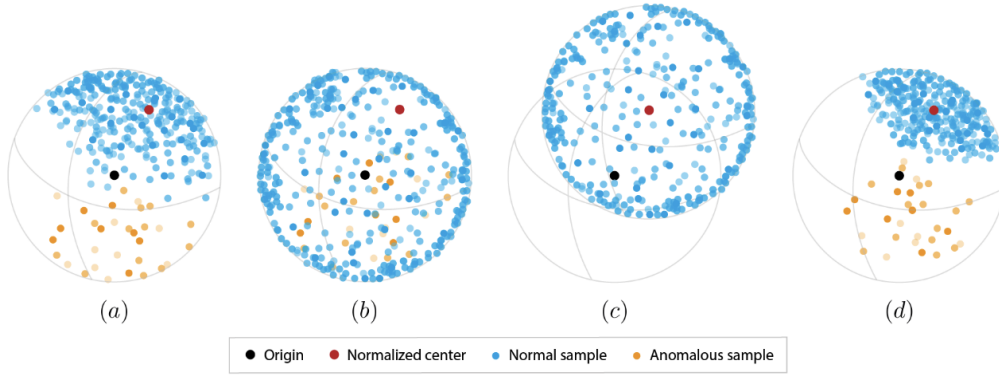 (a) (b) (c) (d)
Origin Normalized center Normal sample Anomalous sample